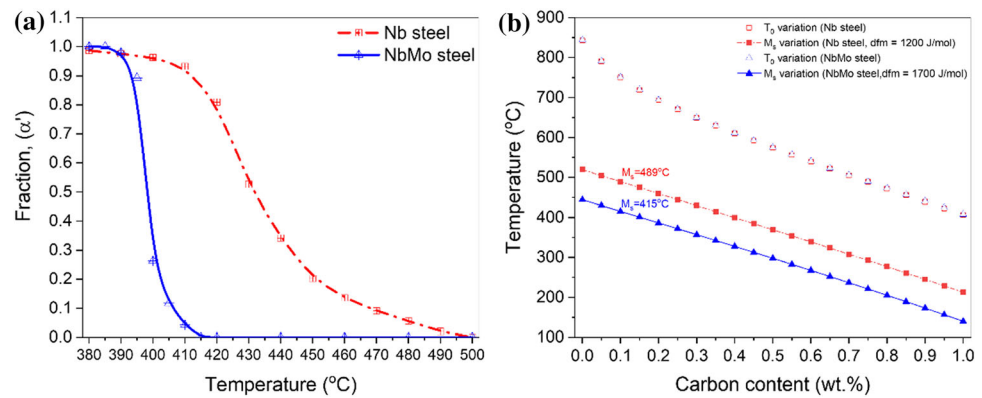 (a)
Nb steel
NbMo steel
Fraction, (α')
1.0
0.9
0.8
0.7
0.6
0.5
0.4
0.3
0.2
0.1
0.0
380 390 400 410 420 430 440 450 460 470 480 490 500
Temperature (ºC)
(b)
T₀ variation (Nb steel)
Mₛ variation (Nb steel, dfm = 1200 J/mol)
T₀ variation (NbMo steel)
Mₛ variation (NbMo steel,dfm = 1700 J/mol)
Temperature (ºC)
900
800
700
600
500
400
300
200
100
Mₛ=489ºC
Mₛ=415ºC
0.0 0.1 0.2 0.3 0.4 0.5 0.6 0.7 0.8 0.9 1.0
Carbon content (wt.%)